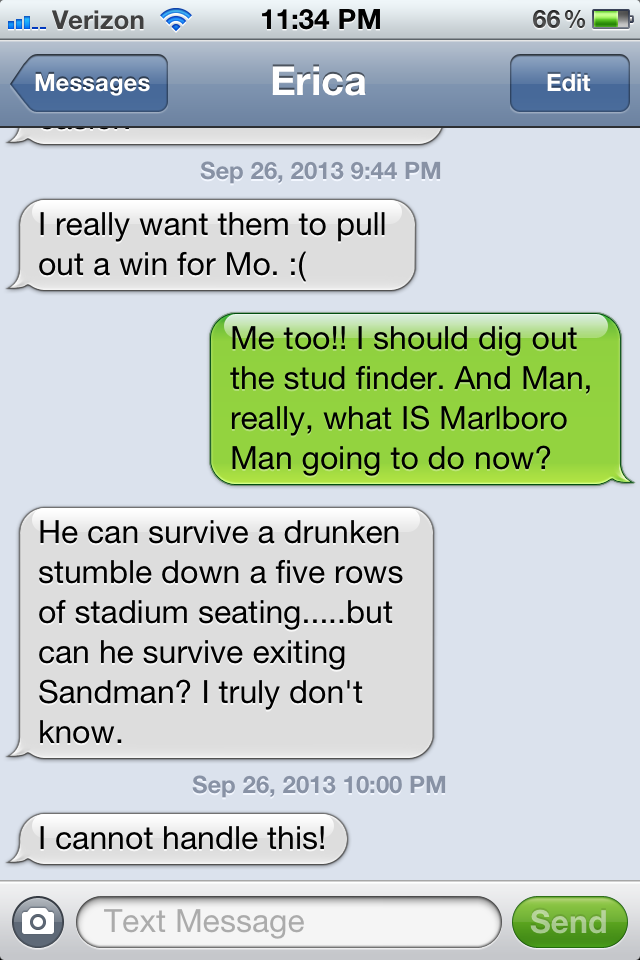 Verizon 11:34 PM 66%
Messages Erica Edit
Sep 26, 2013 9:44 PM
I really want them to pull
out a win for Mo. :(
Me too!! I should dig out
the stud finder. And Man,
really, what IS Marlboro
Man going to do now?
He can survive a drunken
stumble down a five rows
of stadium seating.....but
can he survive exiting
Sandman? I truly don't
know.
Sep 26, 2013 10:00 PM
I cannot handle this!
Text Message Send